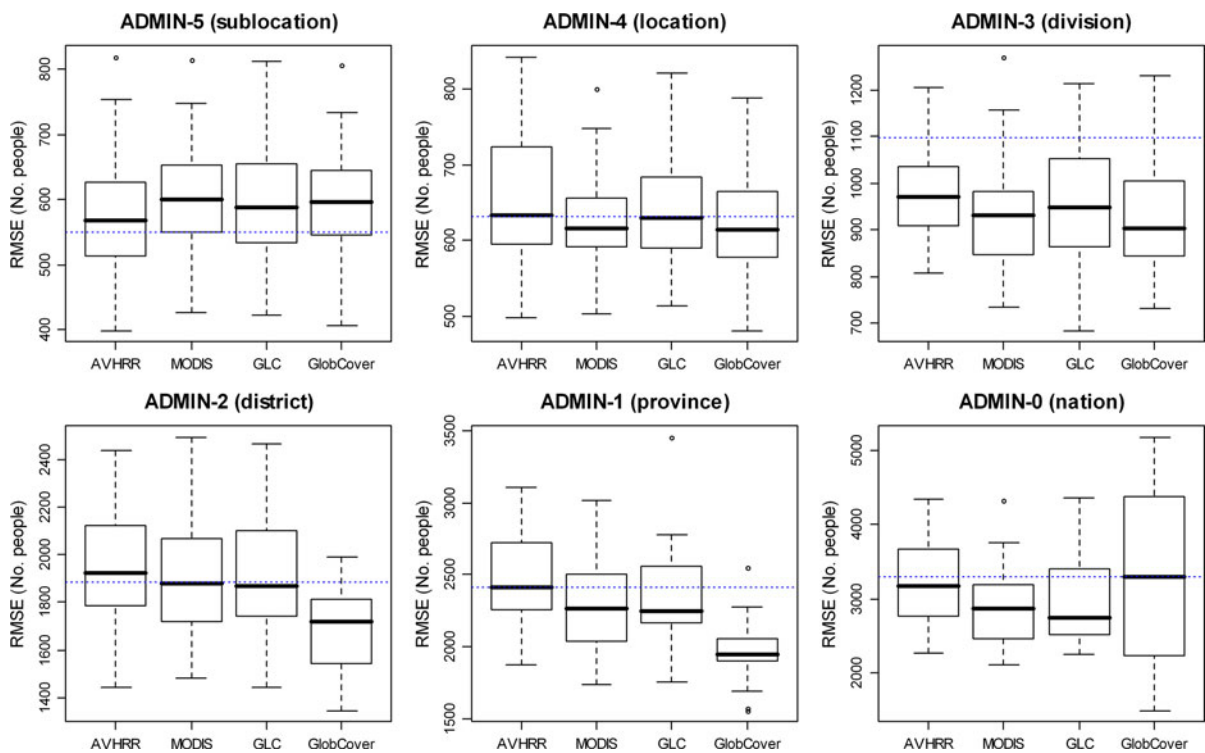 ADMIN-5 (sublocation)
RMSE (No. people)
800
700
600
500
400
AVHRR MODIS GLC GlobCover
ADMIN-4 (location)
RMSE (No. people)
800
700
600
500
AVHRR MODIS GLC GlobCover
ADMIN-3 (division)
RMSE (No. people)
1200
1100
1000
900
800
700
AVHRR MODIS GLC GlobCover
ADMIN-2 (district)
RMSE (No. people)
2400
2200
2000
1800
1600
1400
AVHRR MODIS GLC GlobCover
ADMIN-1 (province)
RMSE (No. people)
3500
3000
2500
2000
1500
AVHRR MODIS GLC GlobCover
ADMIN-0 (nation)
RMSE (No. people)
5000
4000
3000
2000
AVHRR MODIS GLC GlobCover